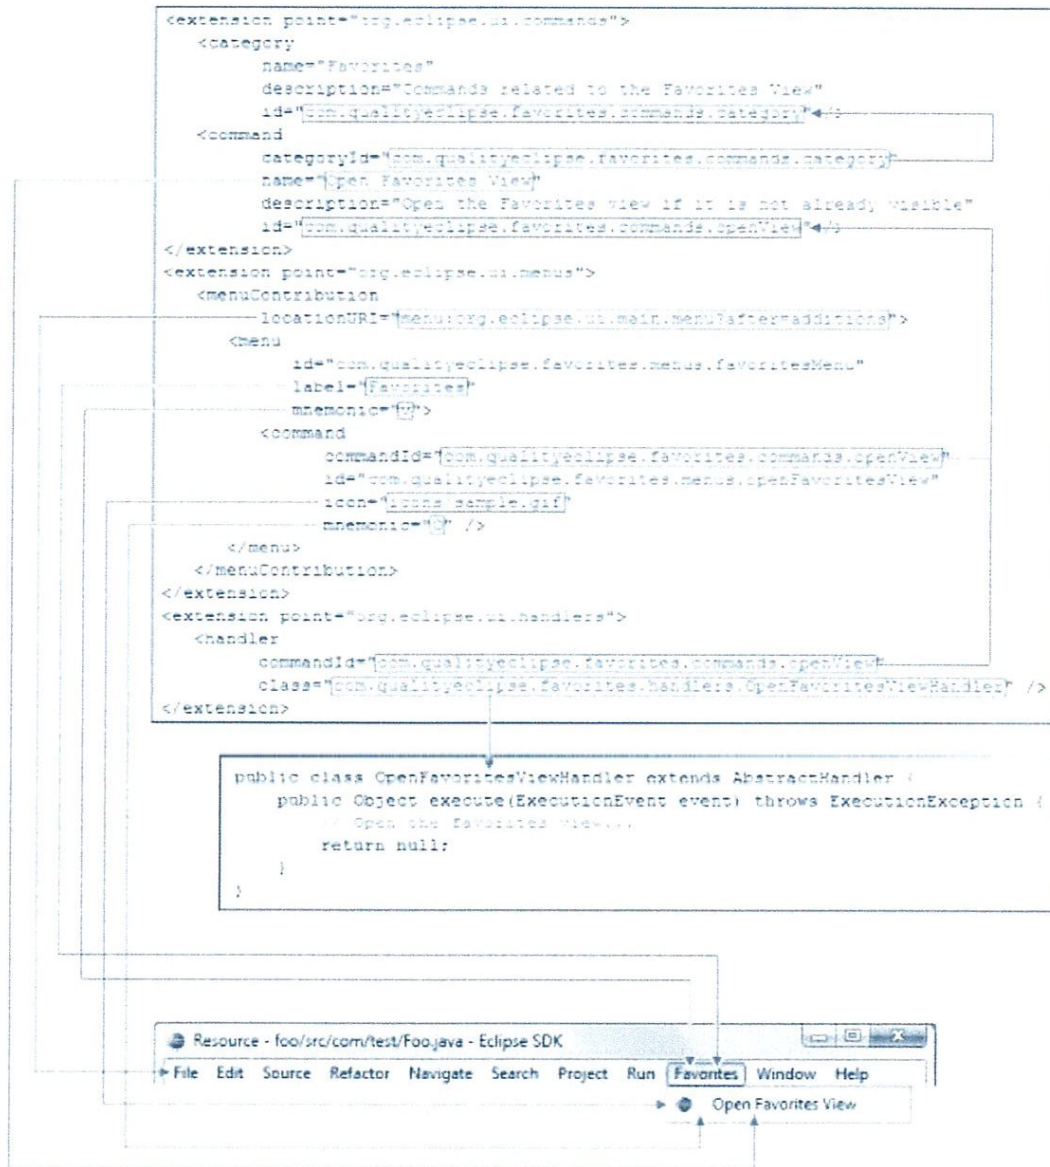 <extension point="org.eclipse.ui.commands">
<category
name="Favorites"
description="Commands related to the Favorites View"
id="com.qualityeclipse.favorites.commands.category"/>
<command
categoryId="com.qualityeclipse.favorites.commands.category"
name="Open Favorites View"
description="Open the Favorites view if it is not already visible"
id="com.qualityeclipse.favorites.commands.openView"/>
</extension>
<extension point="org.eclipse.ui.menus">
<menuContribution
locationURI="menu:org.eclipse.ui.main.menu?after=additions">
<menu
id="com.qualityeclipse.favorites.menus.favoritesMenu"
label="Favorites"
mnemonic="v">
<command
commandId="com.qualityeclipse.favorites.commands.openView"
id="com.qualityeclipse.favorites.menus.openFavoritesView"
icon="icons/sample.gif"
mnemonic="O" />
</menu>
</menuContribution>
</extension>
<extension point="org.eclipse.ui.handlers">
<handler
commandId="com.qualityeclipse.favorites.commands.openView"
class="com.qualityeclipse.favorites.handlers.OpenFavoritesViewHandler" />
</extension>
public class OpenFavoritesViewHandler extends AbstractHandler {
public Object execute(ExecutionEvent event) throws ExecutionException {
// Open the favorites view...
return null;
}
}
Resource - foo/src/com/test/Foo.java - Eclipse SDK
File Edit Source Refactor Navigate Search Project Run Favorites Window Help
Open Favorites View